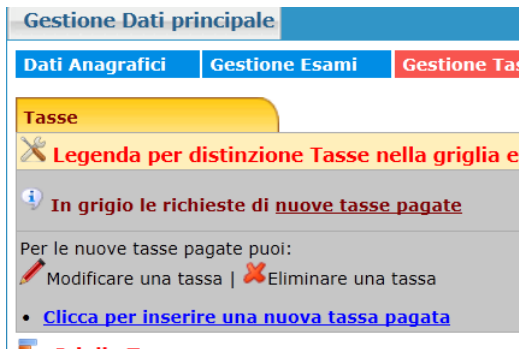 Gestione Dati principale
Dati Anagrafici Gestione Esami Gestione
Tasse
Legenda per distinzione Tasse nella griglia e
In grigio le richieste di nuove tasse pagate
Per le nuove tasse pagate puoi:
Modificare una tassa | Eliminare una tassa
• Clicca per inserire una nuova tassa pagata